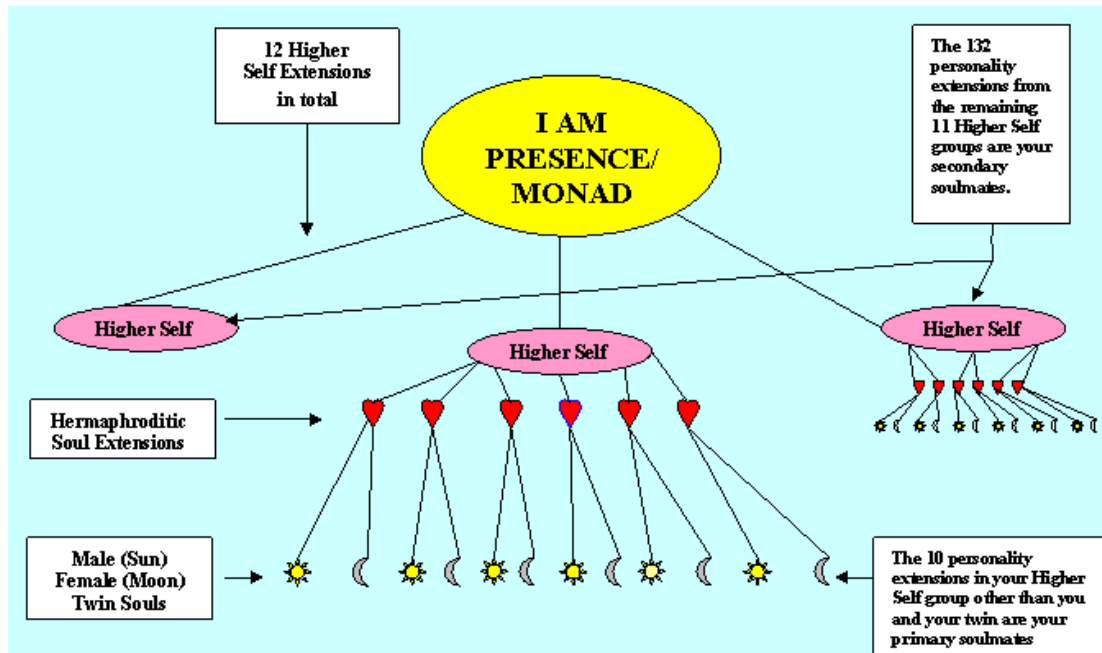 12 Higher
Self Extensions
in total
I AM
PRESENCE/
MONAD
The 132
personality
extensions from
the remaining
11 Higher Self
groups are your
secondary
soulmates.
Higher Self
Higher Self
Higher Self
Hermaphroditic
Soul Extensions
Male (Sun)
Female (Moon)
Twin Souls
The 10 personality
extensions in your Higher
Self group other than you
and your twin are your
primary soulmates